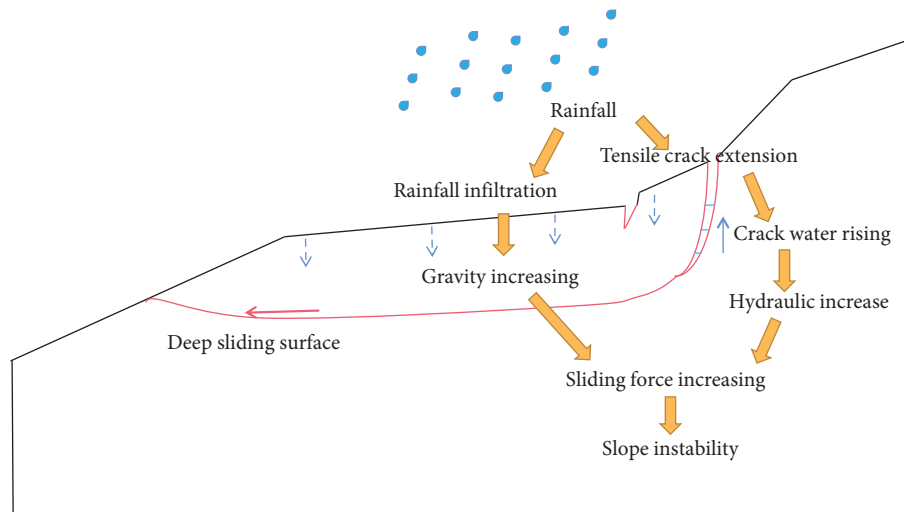 Rainfall
Tensile crack extension
Rainfall infiltration
Crack water rising
Gravity increasing
Hydraulic increase
Deep sliding surface
Sliding force increasing
Slope instability